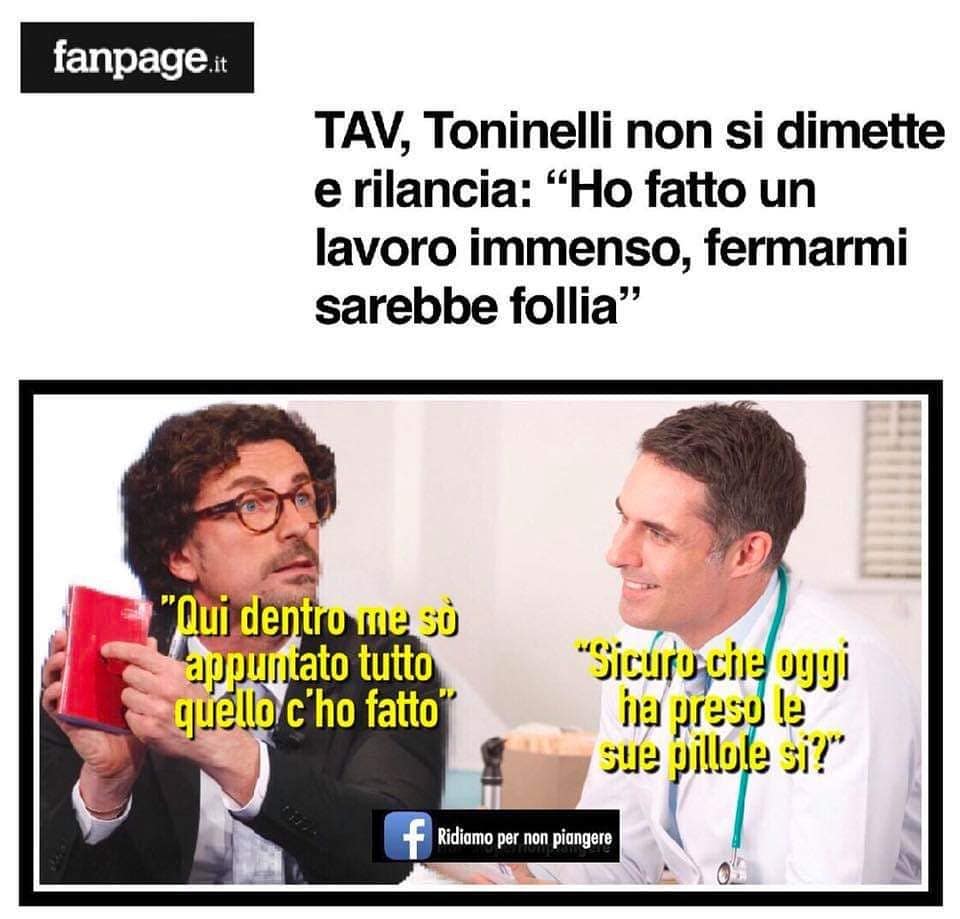 fanpage.it
TAV, Toninelli non si dimette
e rilancia: “Ho fatto un
lavoro immenso, fermarmi
sarebbe follia”
"Qui dentro me sò
appuntato tutto
quello c'ho fatto"
"Sicuro che oggi
ha preso le
sue pillole si?"
f Ridiamo per non piangere